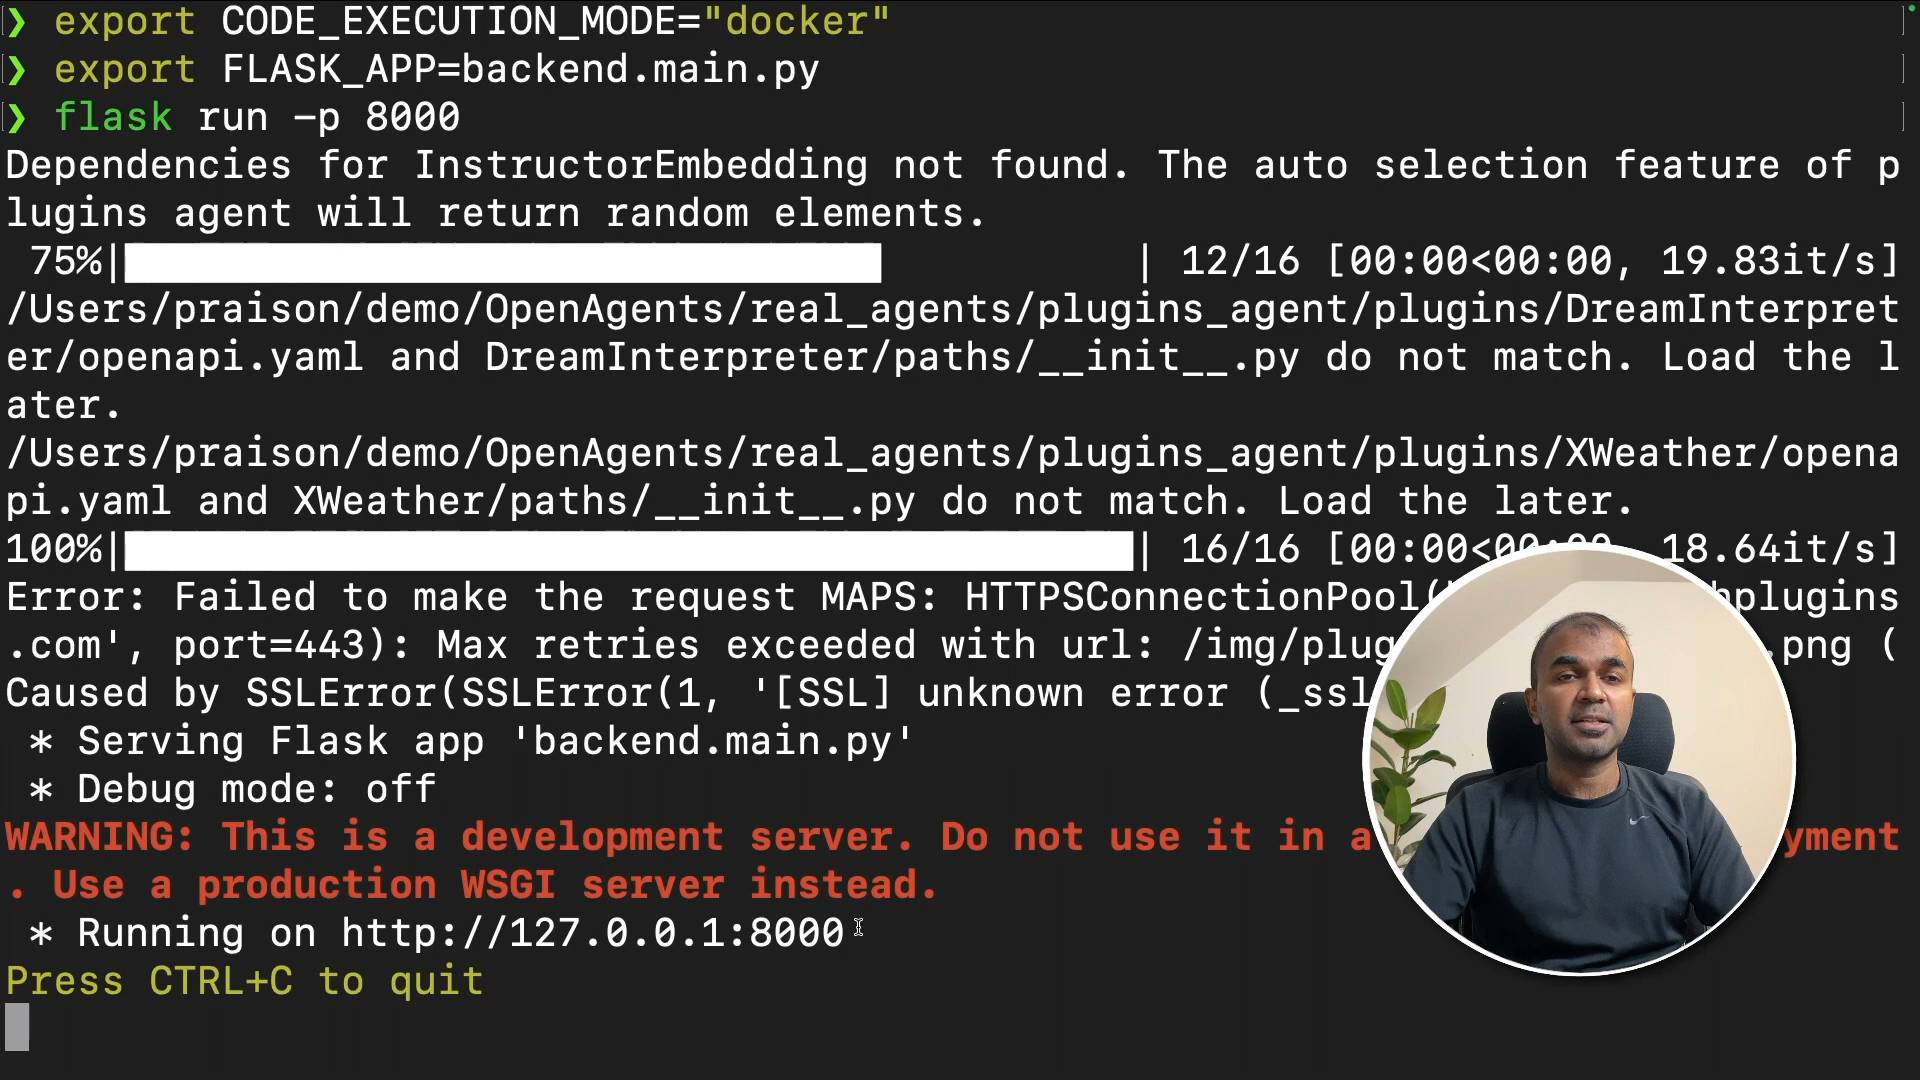 ❯ export CODE_EXECUTION_MODE="docker"
❯ export FLASK_APP=backend.main.py
❯ flask run -p 8000
Dependencies for InstructorEmbedding not found. The auto selection feature of p
lugins agent will return random elements.
75%| | 12/16 [00:00<00:00, 19.83it/s]
/Users/praison/demo/OpenAgents/real_agents/plugins_agent/plugins/DreamInterpret
er/openapi.yaml and DreamInterpreter/paths/__init__.py do not match. Load the l
ater.
/Users/praison/demo/OpenAgents/real_agents/plugins_agent/plugins/XWeather/opena
pi.yaml and XWeather/paths/__init__.py do not match. Load the later.
100%| | 16/16 [00:00<00:00, 18.64it/s]
Error: Failed to make the request MAPS: HTTPSConnectionPool( plugins
.com', port=443): Max retries exceeded with url: /img/plug .png (
Caused by SSLError(SSLError(1, '[SSL] unknown error (_ssl
* Serving Flask app 'backend.main.py'
* Debug mode: off
WARNING: This is a development server. Do not use it in a yment
. Use a production WSGI server instead.
* Running on http://127.0.0.1:8000
Press CTRL+C to quit